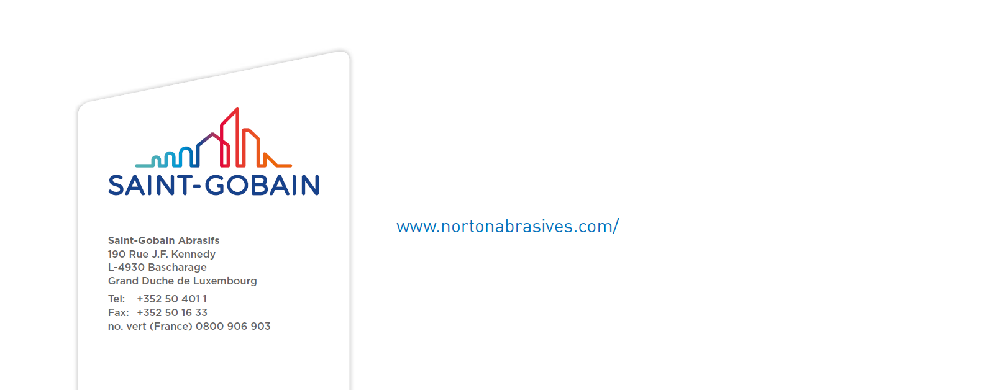 SAINT-GOBAIN
Saint-Gobain Abrasifs
190 Rue J.F. Kennedy
L-4930 Bascharage
Grand Duche de Luxembourg
Tel: +352 50 401 1
Fax: +352 50 16 33
no. vert (France) 0800 906 903
www.nortonabrasives.com/